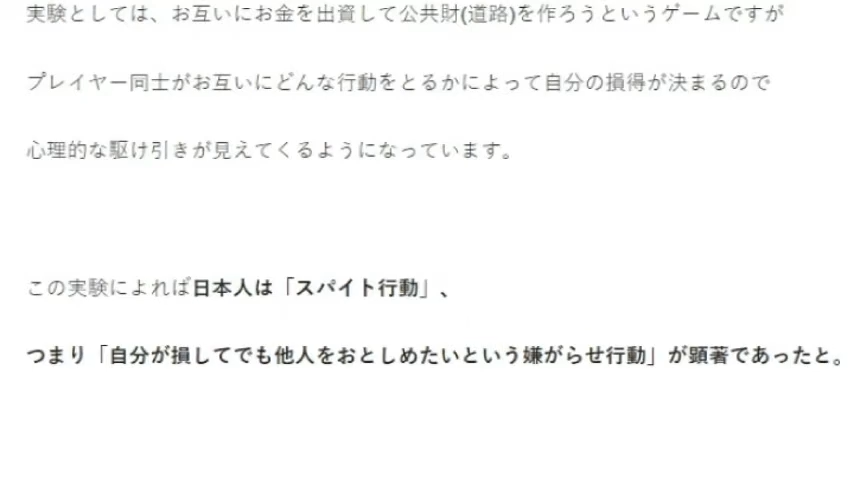 実験としては、お互いにお金を出資して公共財(道路)を作ろうというゲームですが
プレイヤー同士がお互いにどんな行動をとるかによって自分の損得が決まるので
心理的な駆け引きが見えてくるようになっています。
この実験によれば日本人は「スパイト行動」、
つまり「自分が損してでも他人をおとしめたいという嫌がらせ行動」が顕著であったと。